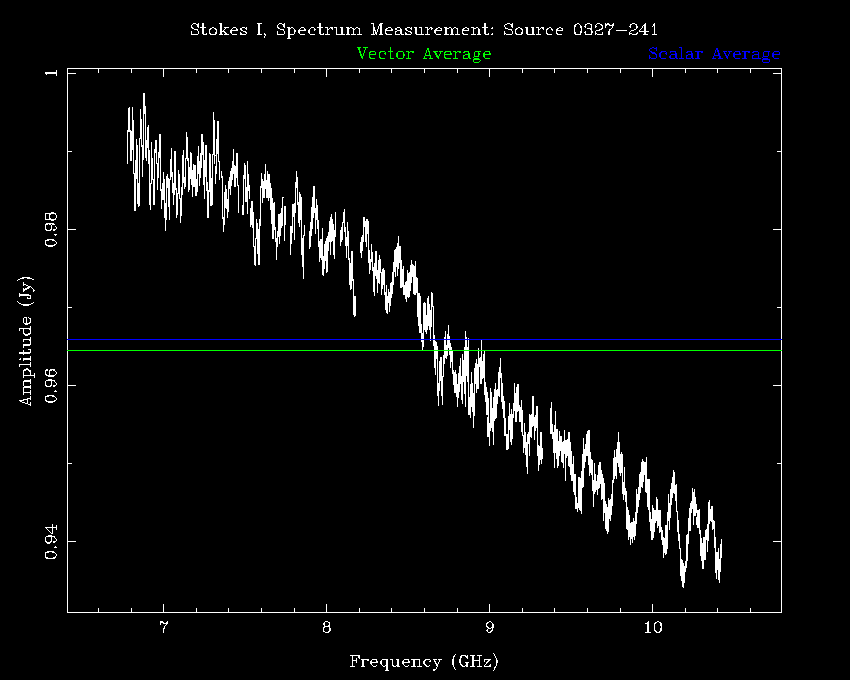 Stokes I, Spectrum Measurement: Source 0327-241
Vector Average Scalar Average
1
0.98
0.96
0.94
Amplitude (Jy)
7 8 9 10
Frequency (GHz)